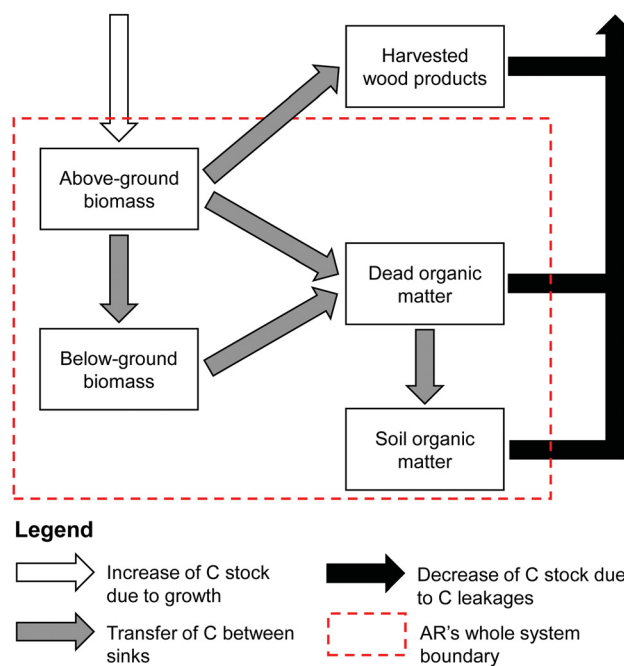 Harvested
wood products
Above-ground
biomass
Dead organic
matter
Below-ground
biomass
Soil organic
matter
Legend
Increase of C stock
due to growth
Decrease of C stock due
to C leakages
Transfer of C between
sinks
AR's whole system
boundary